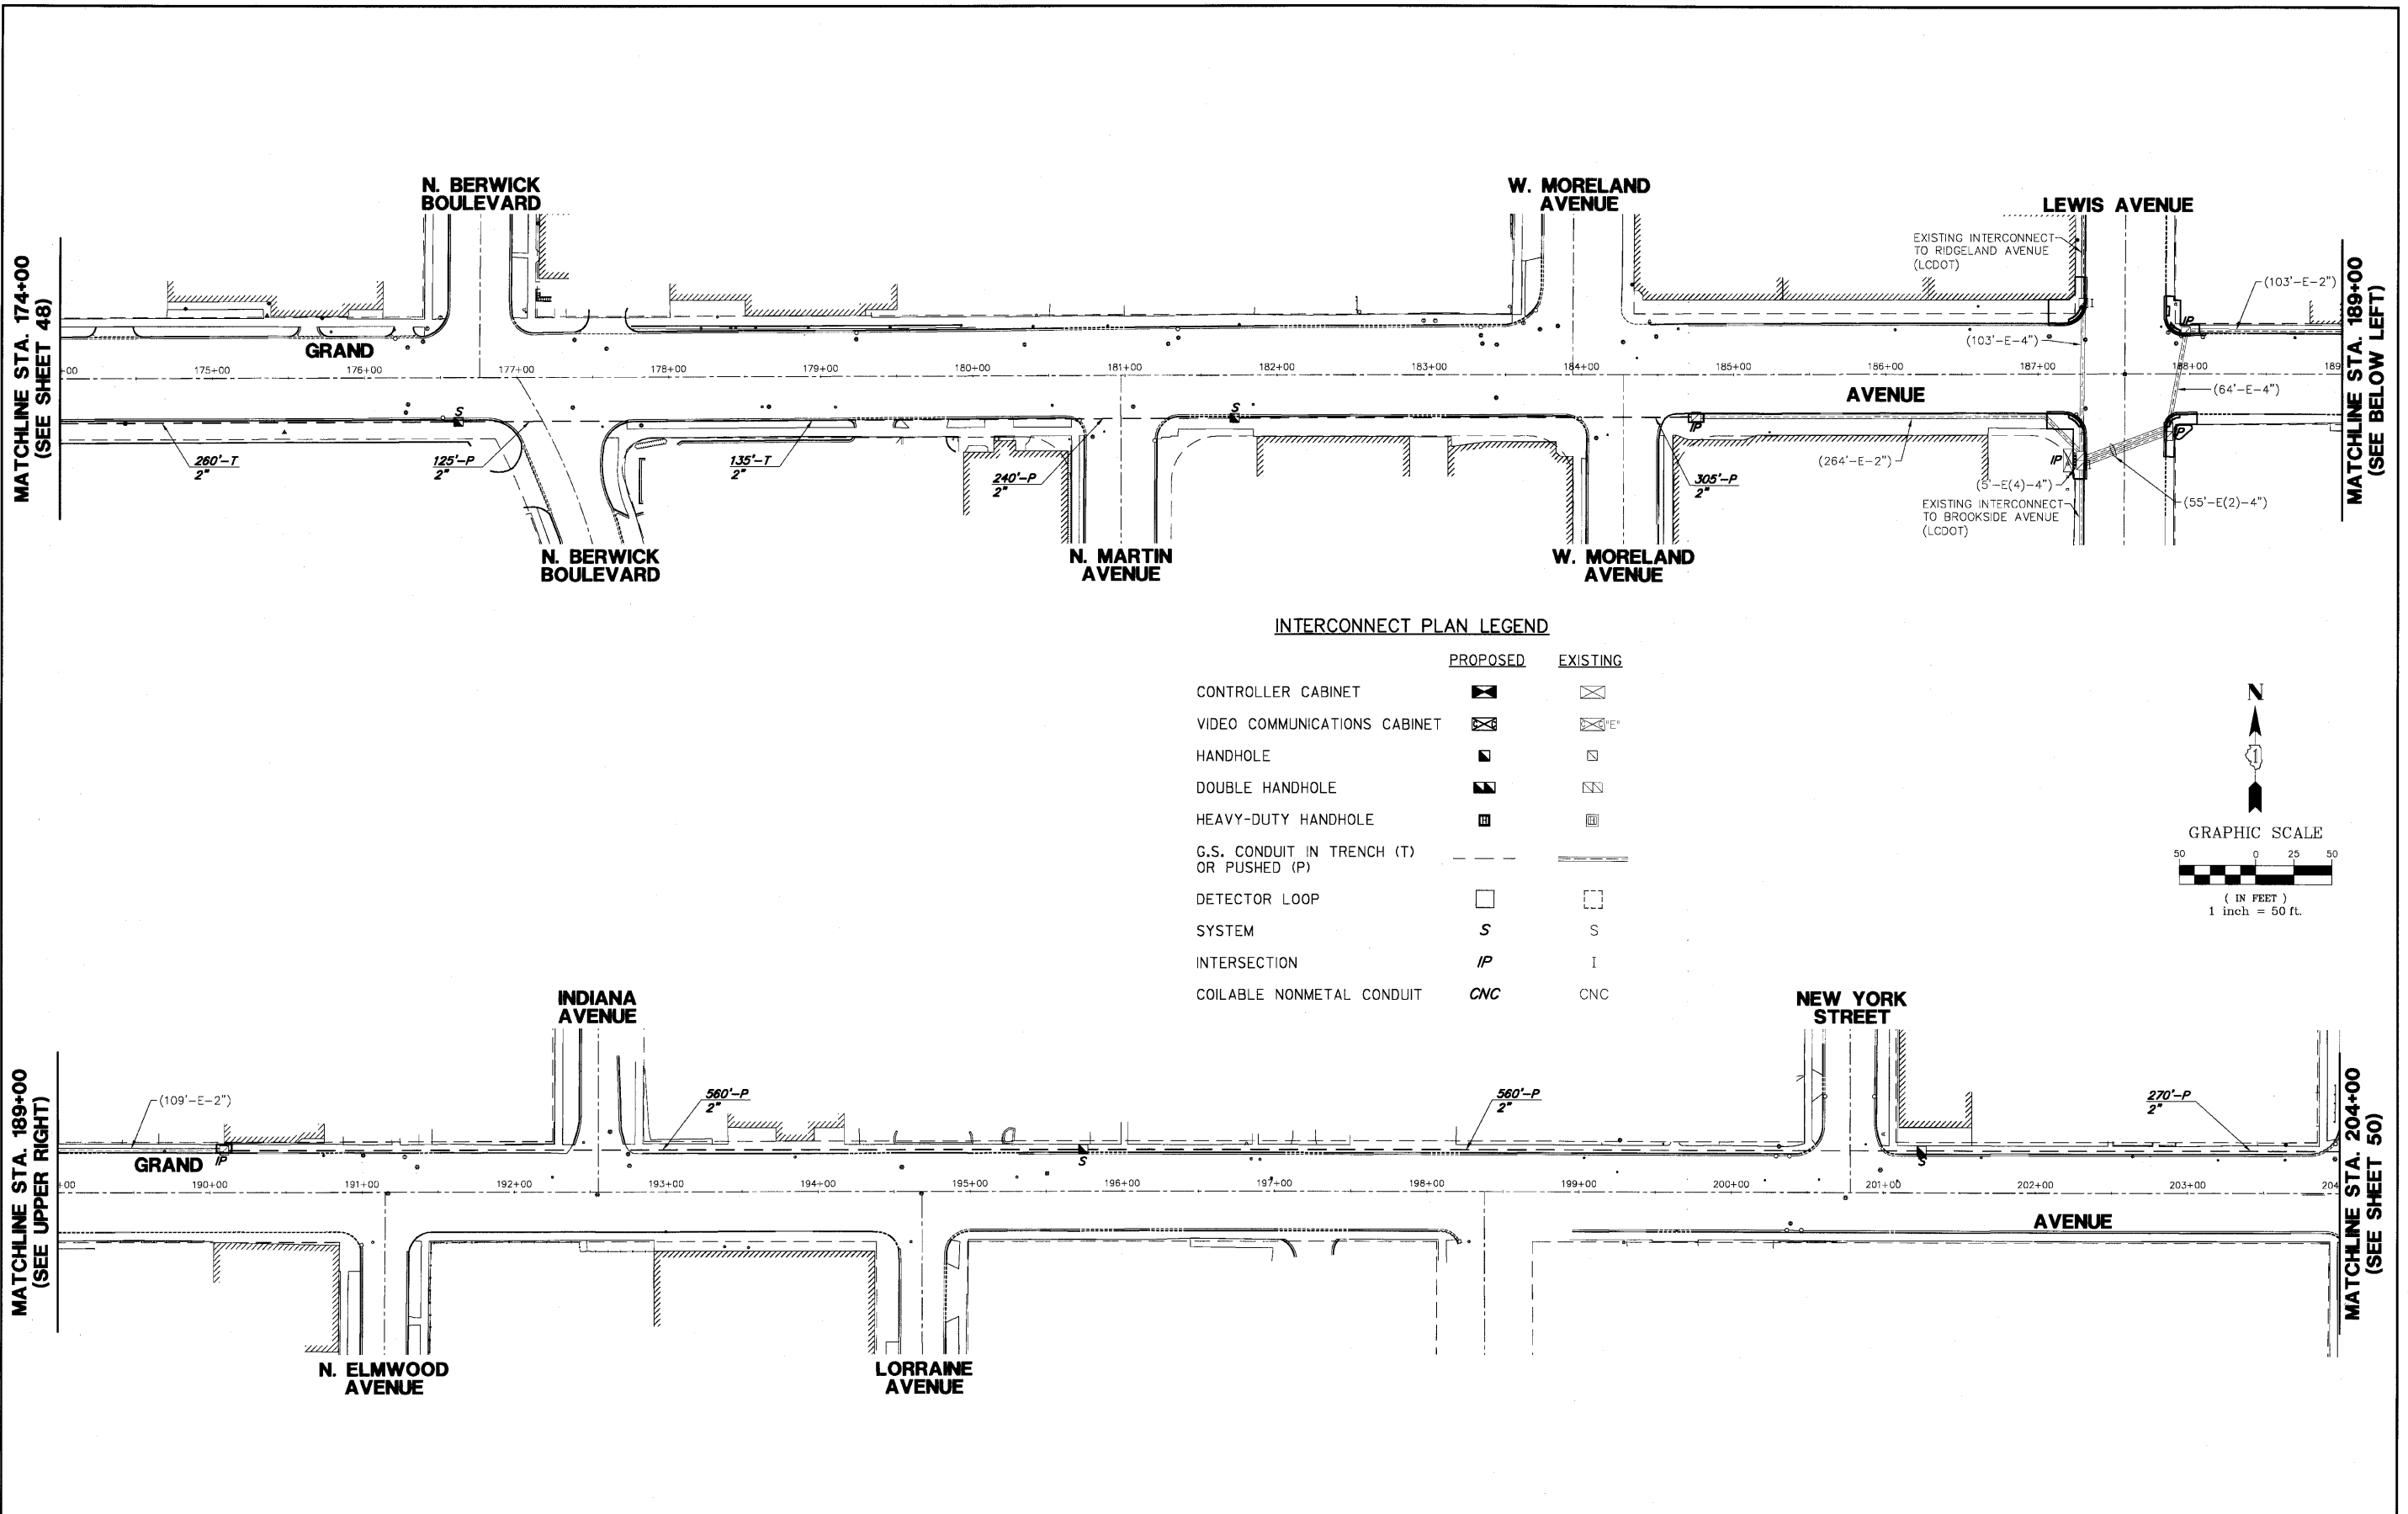 N. BERWICK
BOULEVARD
W. MORELAND
AVENUE
LEWIS AVENUE
MATCHLINE STA. 174+00
(SEE SHEET 48)
EXISTING INTERCONNECT
TO RIDGELAND AVENUE
(LCDOT)
(103'-E-2")
I
IP
GRAND
(103'-E-4")
+00 175+00 176+00 177+00 178+00 179+00 180+00 181+00 182+00 183+00 184+00 185+00 186+00 187+00 188+00 189
AVENUE
(64'-E-4")
S
S
IP
IP
IP
260'-T
2"
125'-P
2"
135'-T
2"
240'-P
2"
305'-P
2"
(264'-E-2")
(5'-E(4)-4")
(55'-E(2)-4")
EXISTING INTERCONNECT
TO BROOKSIDE AVENUE
(LCDOT)
MATCHLINE STA. 189+00
(SEE BELOW LEFT)
N. BERWICK
BOULEVARD
N. MARTIN
AVENUE
W. MORELAND
AVENUE
INTERCONNECT PLAN LEGEND
PROPOSED EXISTING
CONTROLLER CABINET
VIDEO COMMUNICATIONS CABINET "E"
HANDHOLE
DOUBLE HANDHOLE
HEAVY-DUTY HANDHOLE H H
G.S. CONDUIT IN TRENCH (T)
OR PUSHED (P)
DETECTOR LOOP
SYSTEM S S
INTERSECTION IP I
COILABLE NONMETAL CONDUIT CNC CNC
N
1
GRAPHIC SCALE
50 0 25 50
( IN FEET )
1 inch = 50 ft.
INDIANA
AVENUE
NEW YORK
STREET
MATCHLINE STA. 189+00
(SEE UPPER RIGHT)
(109'-E-2")
560'-P
2"
560'-P
2"
270'-P
2"
GRAND
IP
S
S
+00 190+00 191+00 192+00 193+00 194+00 195+00 196+00 197+00 198+00 199+00 200+00 201+00 202+00 203+00 204
AVENUE
MATCHLINE STA. 204+00
(SEE SHEET 50)
N. ELMWOOD
AVENUE
LORRAINE
AVENUE